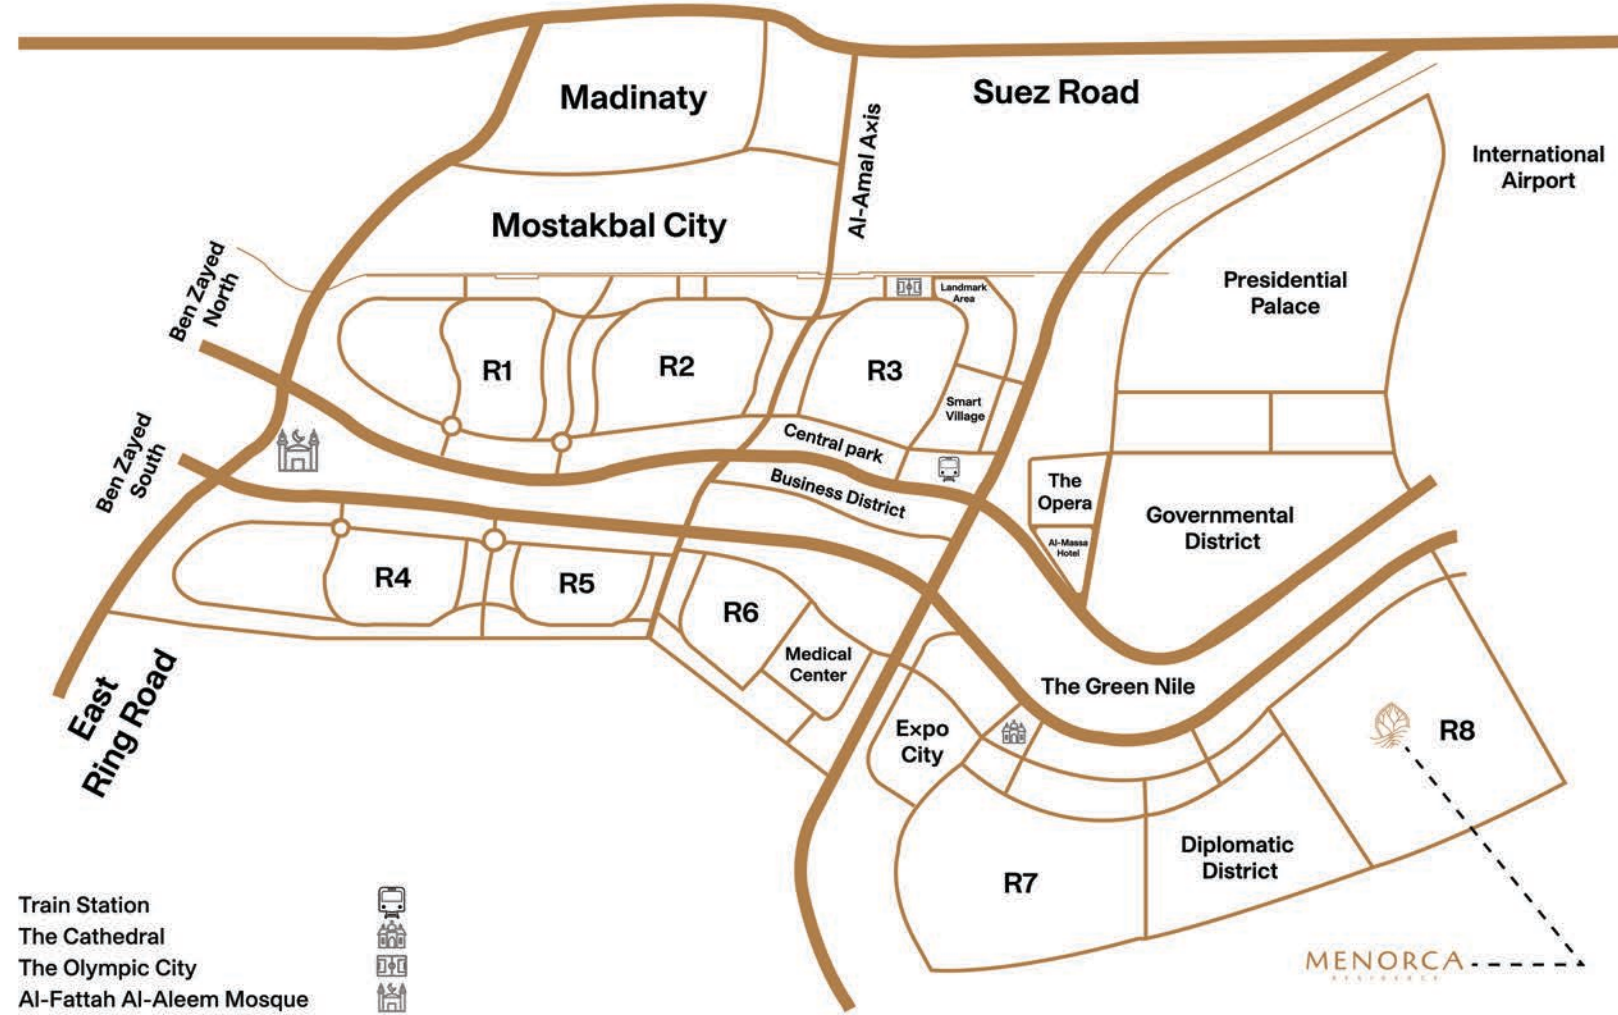 Madinaty
Suez Road
Al-Amal Axis
International
Airport
Mostakbal City
Ben Zayed
North
Presidential
Palace
Landmark
Area
R1
R2
R3
Smart
Village
Ben Zayed
South
Central park
Business District
The
Opera
Al-Massa
Hotel
Governmental
District
R4
R5
R6
Medical
Center
East
Ring Road
The Green Nile
Expo
City
R8
R7
Diplomatic
District
Train Station
The Cathedral
The Olympic City
Al-Fattah Al-Aleem Mosque
MENORCA
RESIDENCE